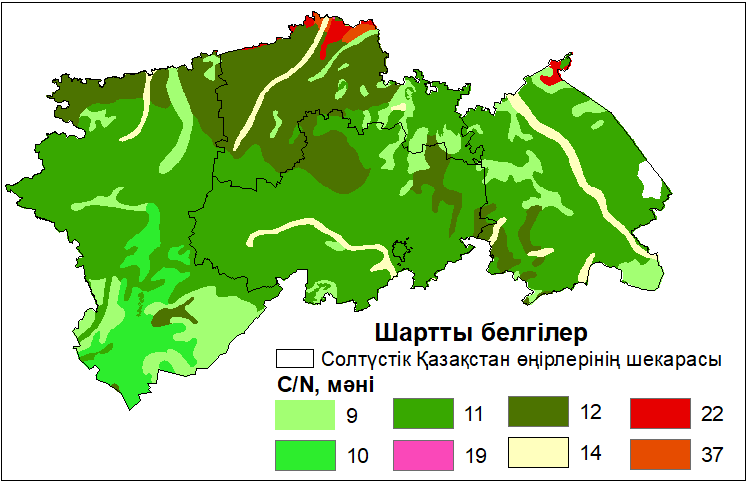 Шартты белгілер
Солтүстік Қазақстан өңірлерінің шекарасы
C/N, мәні
9 11 12 22
10 19 14 37